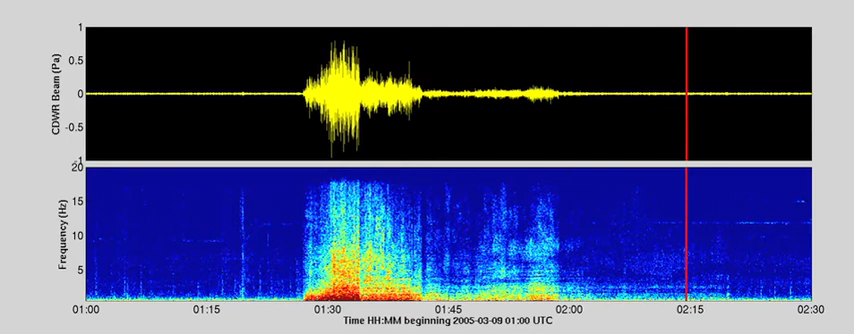 1
0.5
0
-0.5
-1
CDWR Beam (Pa)
20
15
10
5
Frequency (Hz)
01:00 01:15 01:30 01:45 02:00 02:15 02:30
Time HH:MM beginning 2005-03-09 01:00 UTC